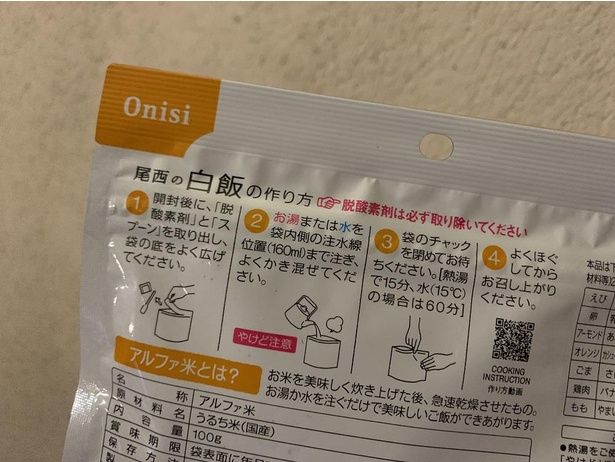 Onisi
尾西の白飯の作り方 脱酸素剤は必ず取り除いてください
1 開封後に、「脱
酸素剤」と「ス
プーン」を取り出し、
袋の底をよく広げ
てください。
2 お湯または水を
袋内側の注水線
位置(160ml)まで注ぎ、
よくかき混ぜてくだ
さい。
やけど注意
3 袋のチャック
を閉めてお待
ちください。[熱湯
で15分、水(15℃)
の場合は60分]
4 よくほぐ
してから
お召し上がり
ください。
COOKING
INSTRUCTION
作り方動画
アルファ米とは?
お米を美味しく炊き上げた後、急速乾燥させたもの。
お湯か水を注ぐだけで美味しいご飯ができあがります。
名称 アルファ米
原材料名 うるち米(国産)
内容量 100g
賞味期限 袋表面に年
保存方法
本品は
材料等)
えび
卵
アーモンド
オレンジ
ごま
鶏肉 バナ
もも やま
●熱湯をご